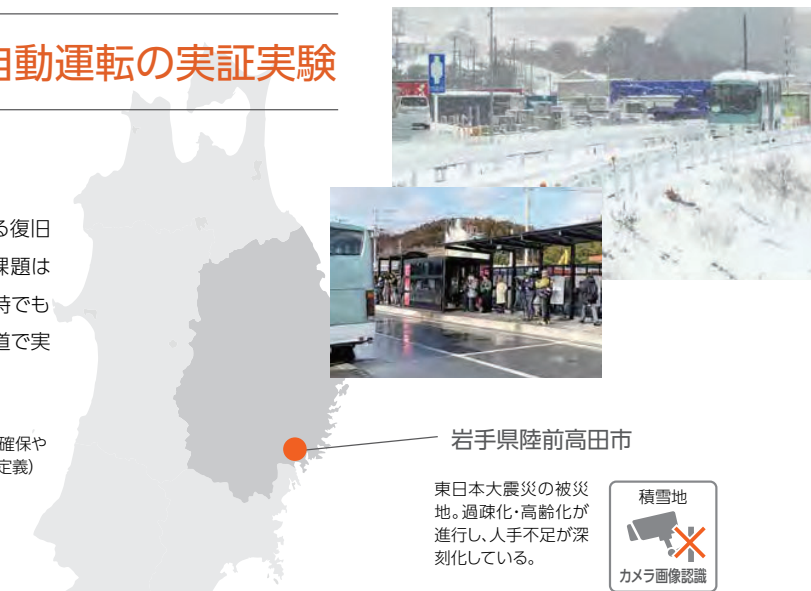 自動運転の実証実験
る復旧
課題は
時でも
道で実
確保や
定義)
岩手県陸前高田市
東日本大震災の被災
地。過疎化・高齢化が
進行し、人手不足が深
刻化している。
積雪地
カメラ画像認識